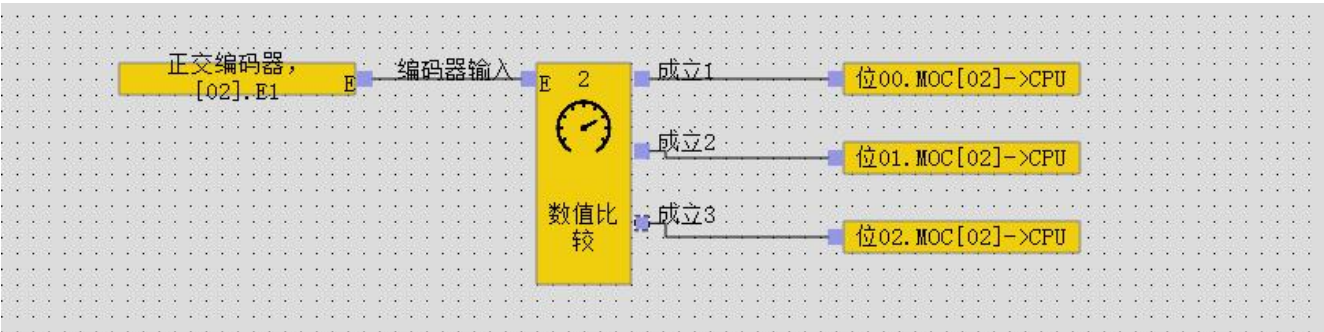 正交编码器,
[02].E1
E
编码器输入
E 2
数值比
较
成立1
位00.MOC[02]->CPU
成立2
位01.MOC[02]->CPU
成立3
位02.MOC[02]->CPU